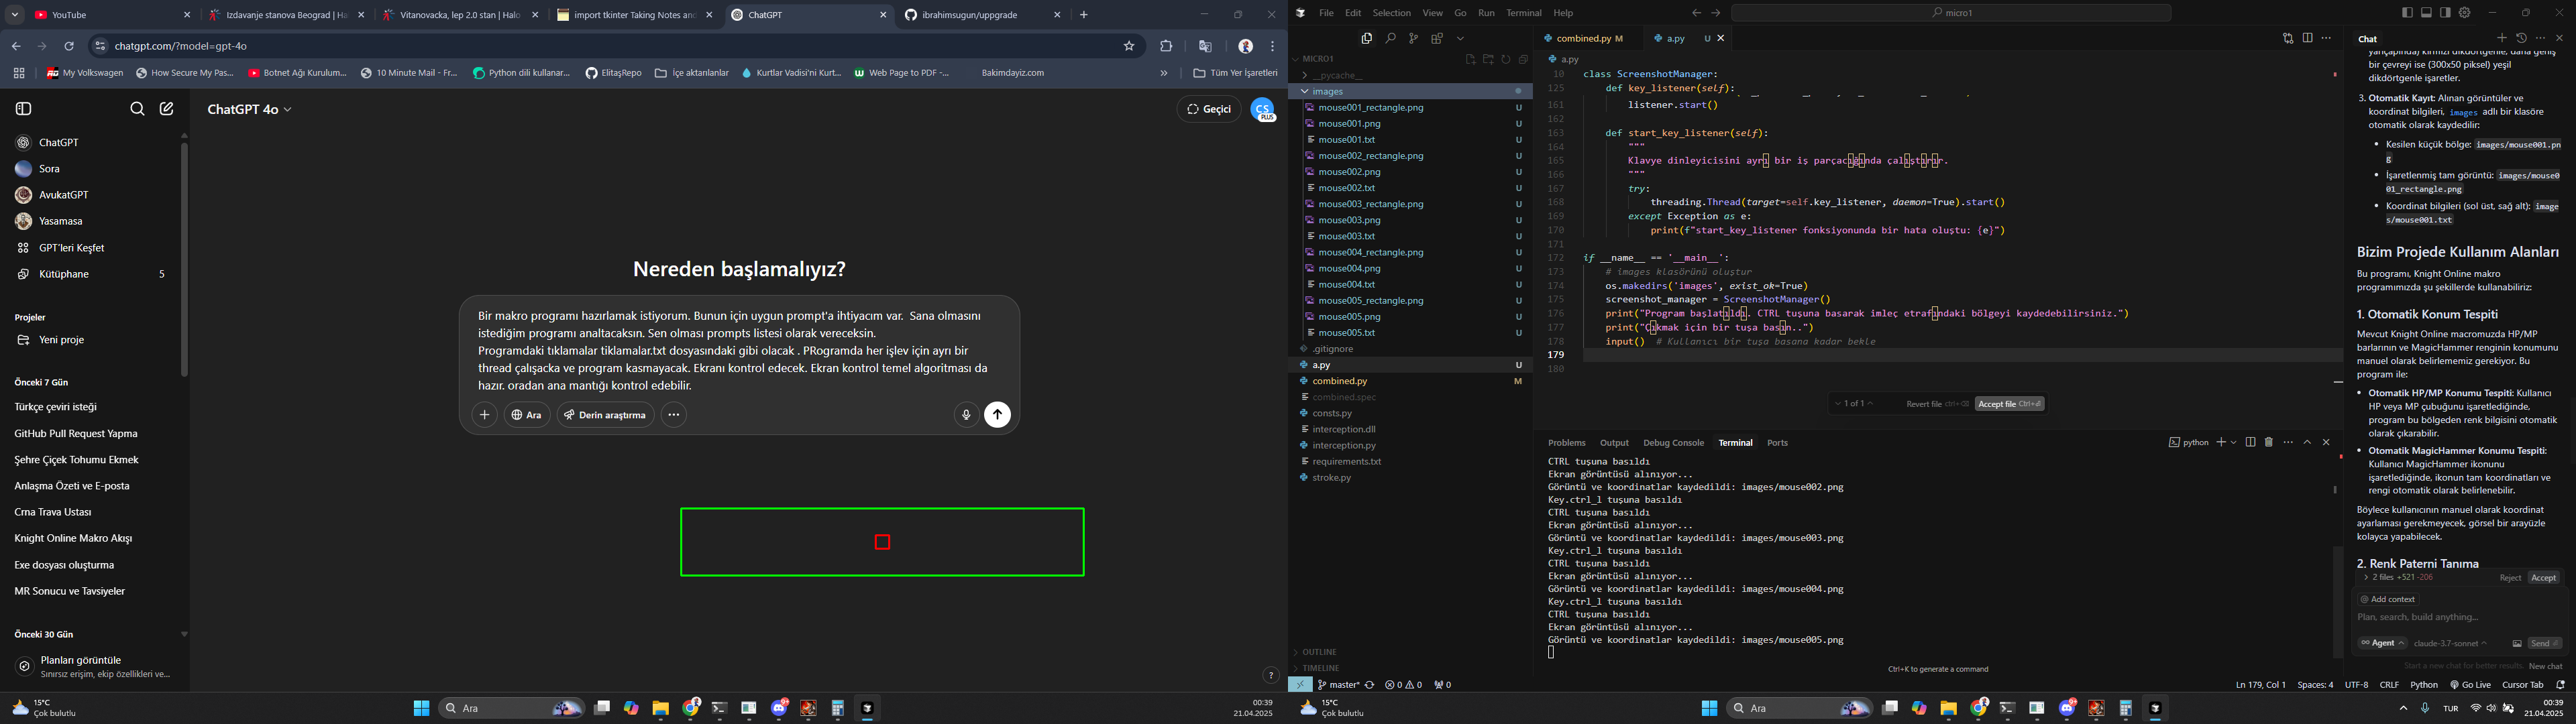 YouTube
Izdavanje stanova Beograd | Ha
Vitanovacka, lep 2.0 stan | Halo
import tkinter Taking Notes and
ChatGPT
ibrahimsugun/uppgrade
chatgpt.com/?model=gpt-4o
My Volkswagen
How Secure My Pas...
Botnet Ağı Kurulum...
10 Minute Mail - Fr...
Python dili kullanar...
ElitaşRepo
İçe aktarılanlar
Kurtlar Vadisi'ni Kurt...
Web Page to PDF -...
Bakimdayiz.com
Tüm Yer İşaretleri
ChatGPT
Sora
AvukatGPT
Yasamasa
GPT'leri Keşfet
Kütüphane 5
Projeler
Yeni proje
Önceki 7 Gün
Türkçe çeviri isteği
GitHub Pull Request Yapma
Şehre Çiçek Tohumu Ekmek
Anlaşma Özeti ve E-posta
Crna Trava Ustası
Knight Online Makro Akışı
Exe dosyası oluşturma
MR Sonucu ve Tavsiyeler
Önceki 30 Gün
Planları görüntüle
Sınırsız erişim, ekip özellikleri ve...
ChatGPT 4o
Geçici
CS
PLUS
Nereden başlamalıyız?
Bir makro programı hazırlamak istiyorum. Bunun için uygun prompt'a ihtiyacım var. Sana olmasını
istediğim programı analtacaksın. Sen olması prompts listesi olarak vereceksin.
Programdaki tıklamalar tiklamalar.txt dosyasındaki gibi olacak . PRogramda her işlev için ayrı bir
thread çalışacka ve program kasmayacak. Ekranı kontrol edecek. Ekran kontrol temel algoritması da
hazır. oradan ana mantığı kontrol edebilir.
Ara
Derin araştırma
?
15°C
Çok bulutlu
Ara
00:39
21.04.2025
File Edit Selection View Go Run Terminal Help
micro1
MICRO1
__pycache__
images
mouse001_rectangle.png U
mouse001.png U
mouse001.txt U
mouse002_rectangle.png U
mouse002.png U
mouse002.txt U
mouse003_rectangle.png U
mouse003.png U
mouse003.txt U
mouse004_rectangle.png U
mouse004.png U
mouse004.txt U
mouse005_rectangle.png U
mouse005.png U
mouse005.txt U
.gitignore
a.py U
combined.py M
combined.spec
consts.py
interception.dll
interception.py
requirements.txt
stroke.py
OUTLINE
TIMELINE
combined.py M
a.py U
a.py
10 class ScreenshotManager:
125 def key_listener(self):
161 listener.start()
162
163 def start_key_listener(self):
164 """
165 Klavye dinleyicisini ayrı bir iş parçacığında çalıştırır.
166 """
167 try:
168 threading.Thread(target=self.key_listener, daemon=True).start()
169 except Exception as e:
170 print(f"start_key_listener fonksiyonunda bir hata oluştu: {e}")
171
172 if __name__ == '__main__':
173 # images klasörünü oluştur
174 os.makedirs('images', exist_ok=True)
175 screenshot_manager = ScreenshotManager()
176 print("Program başlatıldı. CTRL tuşuna basarak imleç etrafındaki bölgeyi kaydedebilirsiniz.")
177 print("Çıkmak için bir tuşa basın..")
178 input() # Kullanıcı bir tuşa basana kadar bekle
179
180
1 of 1
Revert file ctrl+⌫
Accept file Ctrl+⏎
Problems Output Debug Console Terminal Ports
python
CTRL tuşuna basıldı
Ekran görüntüsü alınıyor...
Görüntü ve koordinatlar kaydedildi: images/mouse002.png
Key.ctrl_l tuşuna basıldı
CTRL tuşuna basıldı
Ekran görüntüsü alınıyor...
Görüntü ve koordinatlar kaydedildi: images/mouse003.png
Key.ctrl_l tuşuna basıldı
CTRL tuşuna basıldı
Ekran görüntüsü alınıyor...
Görüntü ve koordinatlar kaydedildi: images/mouse004.png
Key.ctrl_l tuşuna basıldı
CTRL tuşuna basıldı
Ekran görüntüsü alınıyor...
Görüntü ve koordinatlar kaydedildi: images/mouse005.png
Ctrl+K to generate a command
Chat
yarıçapında) kırmızı dikdörtgenle, daha geniş
bir çevreyi ise (300x50 piksel) yeşil
dikdörtgenle işaretler.
3. Otomatik Kayıt: Alınan görüntüler ve
koordinat bilgileri, images adlı bir klasöre
otomatik olarak kaydedilir:
Kesilen küçük bölge: images/mouse001.pn
g
İşaretlenmiş tam görüntü: images/mouse0
01_rectangle.png
Koordinat bilgileri (sol üst, sağ alt): image
s/mouse001.txt
Bizim Projede Kullanım Alanları
Bu programı, Knight Online makro
programımızda şu şekillerde kullanabiliriz:
1. Otomatik Konum Tespiti
Mevcut Knight Online macromuzda HP/MP
barlarının ve MagicHammer renginin konumunu
manuel olarak belirlememiz gerekiyor. Bu
program ile:
Otomatik HP/MP Konumu Tespiti: Kullanıcı
HP veya MP çubuğunu işaretlediğinde,
program bu bölgeden renk bilgisini otomatik
olarak çıkarabilir.
Otomatik MagicHammer Konumu Tespiti:
Kullanıcı MagicHammer ikonunu
işaretlediğinde, ikonun tam koordinatları ve
rengi otomatik olarak belirlenebilir.
Böylece kullanıcının manuel olarak koordinat
ayarlaması gerekmeyecek, görsel bir arayüzle
kolayca yapabilecek.
2. Renk Paterni Tanıma
2 files +521 -206 Reject Accept
Add context
Plan, search, build anything...
Agent claude-3.7-sonnet Send
Start a new chat for better results. New chat
master* 0 0 0
Ln 179, Col 1 Spaces: 4 UTF-8 CRLF Python Go Live Cursor Tab
15°C
Çok bulutlu
Ara
TUR
00:39
21.04.2025